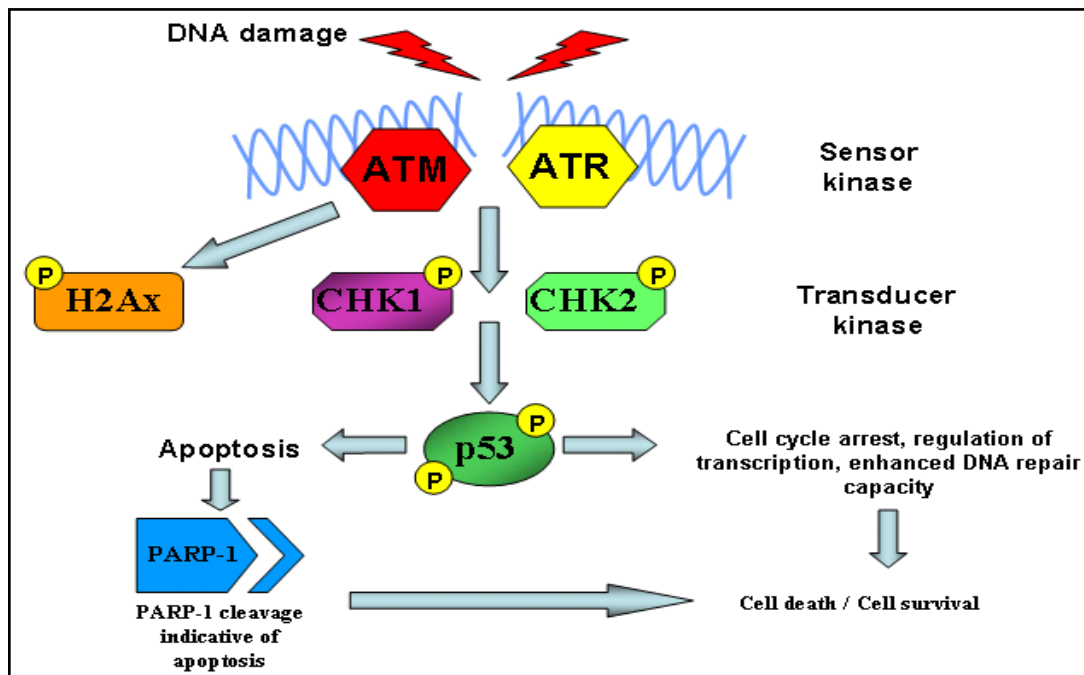 DNA damage
ATM
ATR
Sensor
kinase
P
H2Ax
P
CHK1
P
CHK2
Transducer
kinase
P
p53
P
Apoptosis
Cell cycle arrest, regulation of
transcription, enhanced DNA repair
capacity
PARP-1
PARP-1 cleavage
indicative of
apoptosis
Cell death / Cell survival